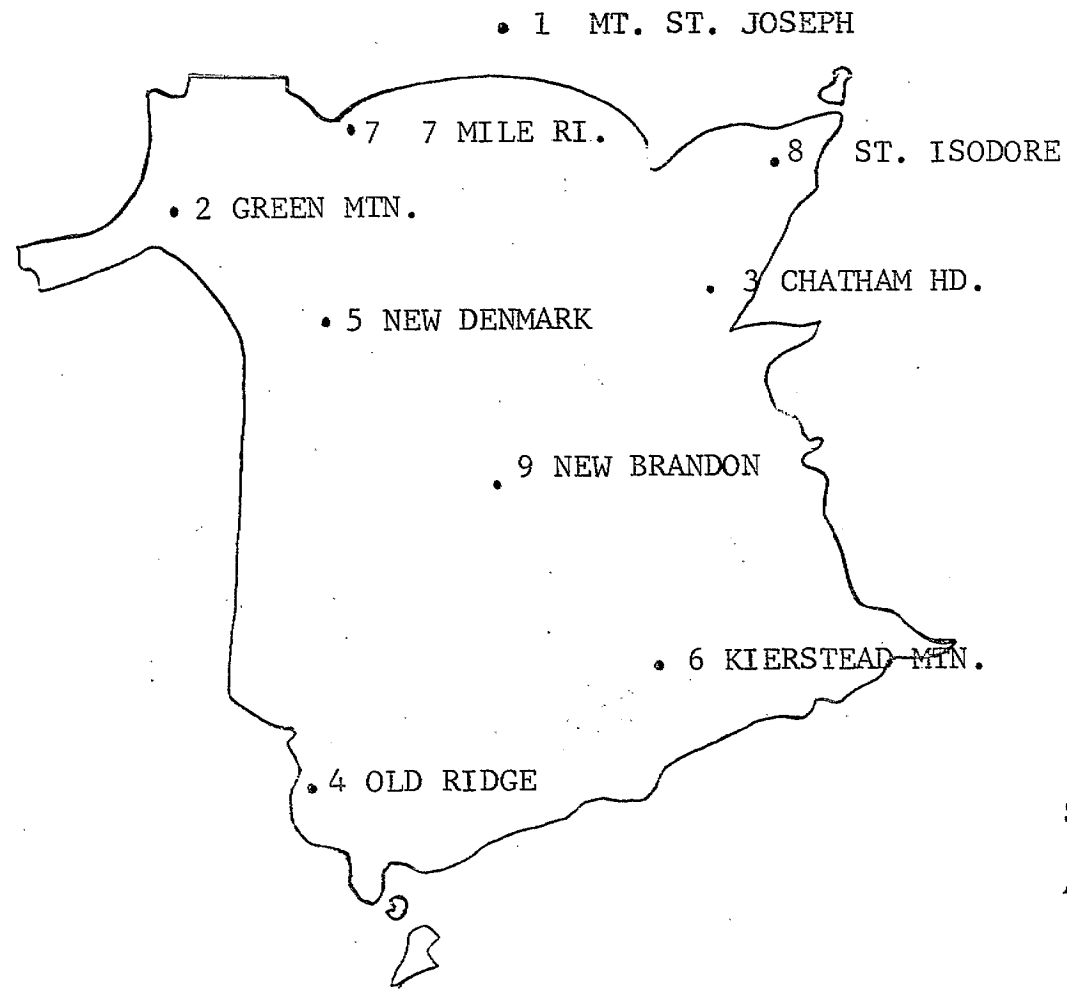 1 MT. ST. JOSEPH
7 7 MILE RI.
8 ST. ISODORE
2 GREEN MTN.
3 CHATHAM HD.
5 NEW DENMARK
9 NEW BRANDON
6 KIERSTEAD MTN.
4 OLD RIDGE